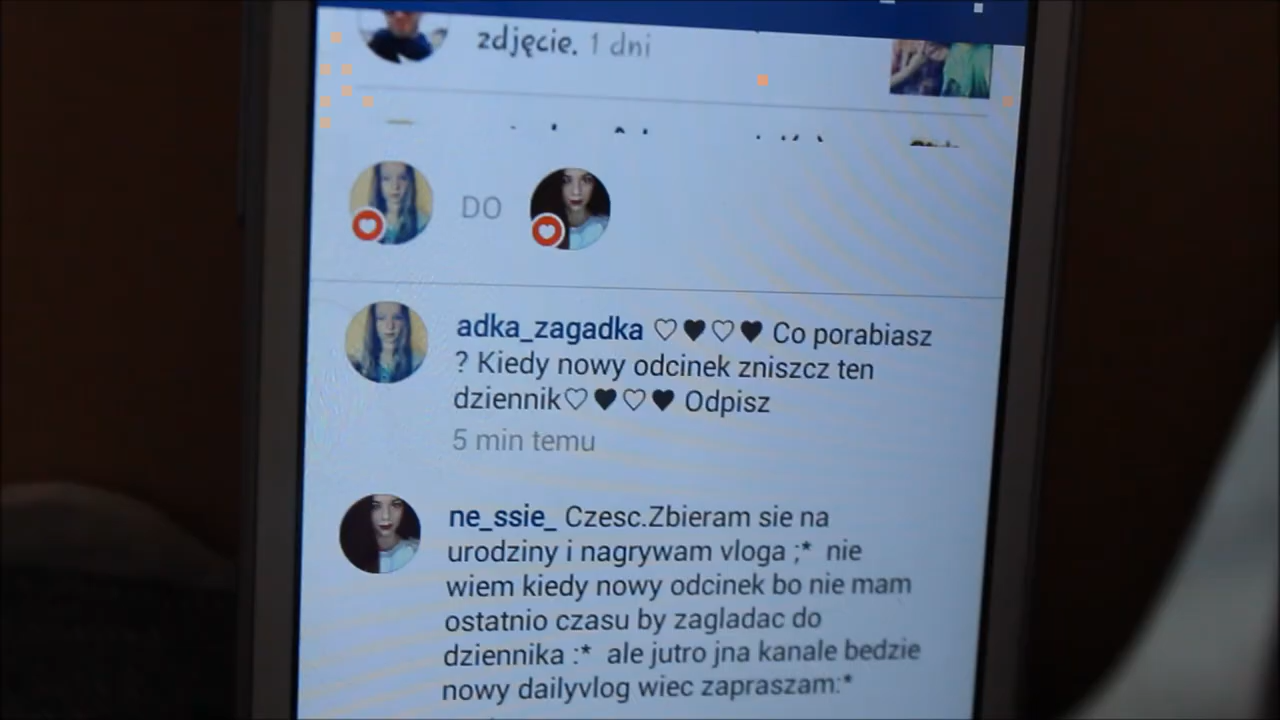 zdjęcie. 1 dni
DO
adka_zagadka ♡♥♡♥ Co porabiasz
? Kiedy nowy odcinek zniszcz ten
dziennik♡♥♡♥ Odpisz
5 min temu
ne_ssie_ Czesc.Zbieram sie na
urodziny i nagrywam vloga ;* nie
wiem kiedy nowy odcinek bo nie mam
ostatnio czasu by zagladac do
dziennika :* ale jutro jna kanale bedzie
nowy dailyvlog wiec zapraszam:*